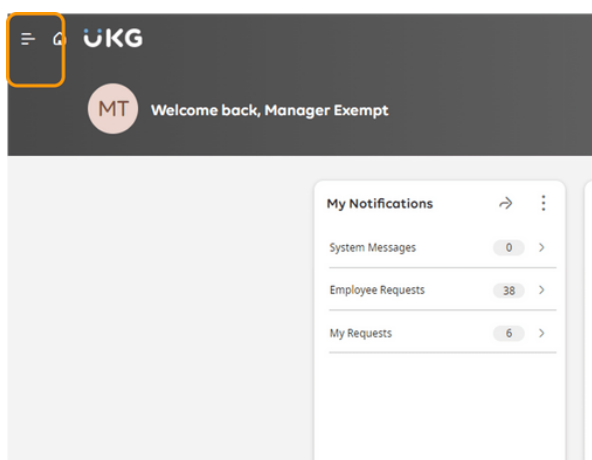 UKG
MT
Welcome back, Manager Exempt
My Notifications
System Messages 0
Employee Requests 38
My Requests 6